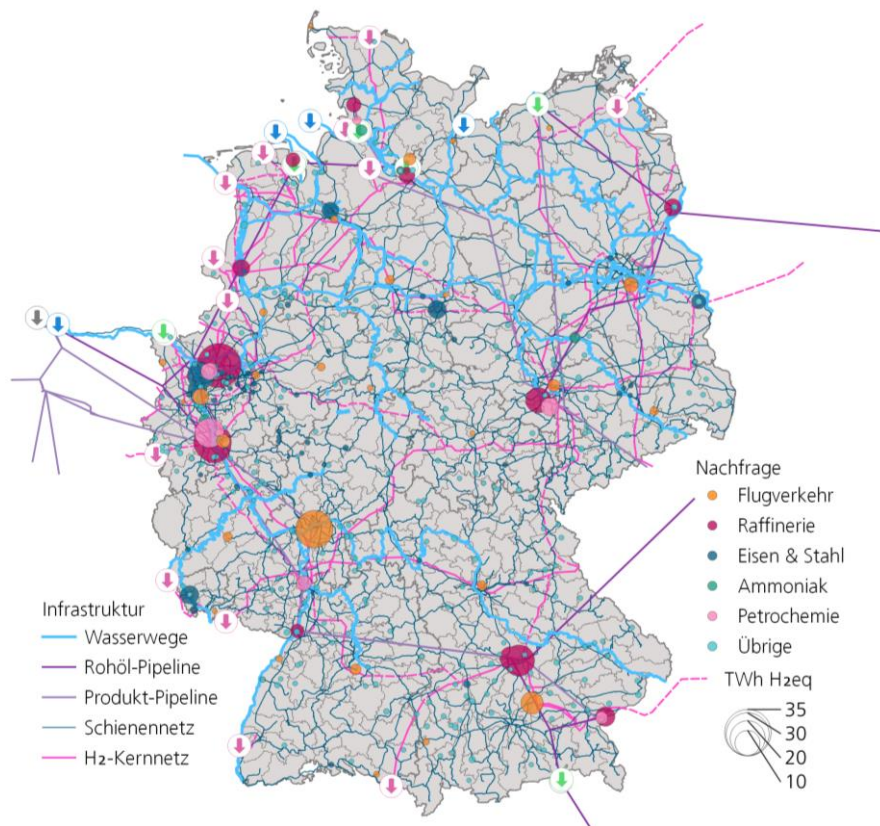 Nachfrage
Flugverkehr
Raffinerie
Eisen & Stahl
Ammoniak
Petrochemie
Übrige
TWh H2eq
35
30
20
10
Infrastruktur
Wasserwege
Rohöl-Pipeline
Produkt-Pipeline
Schienennetz
H2-Kernnetz